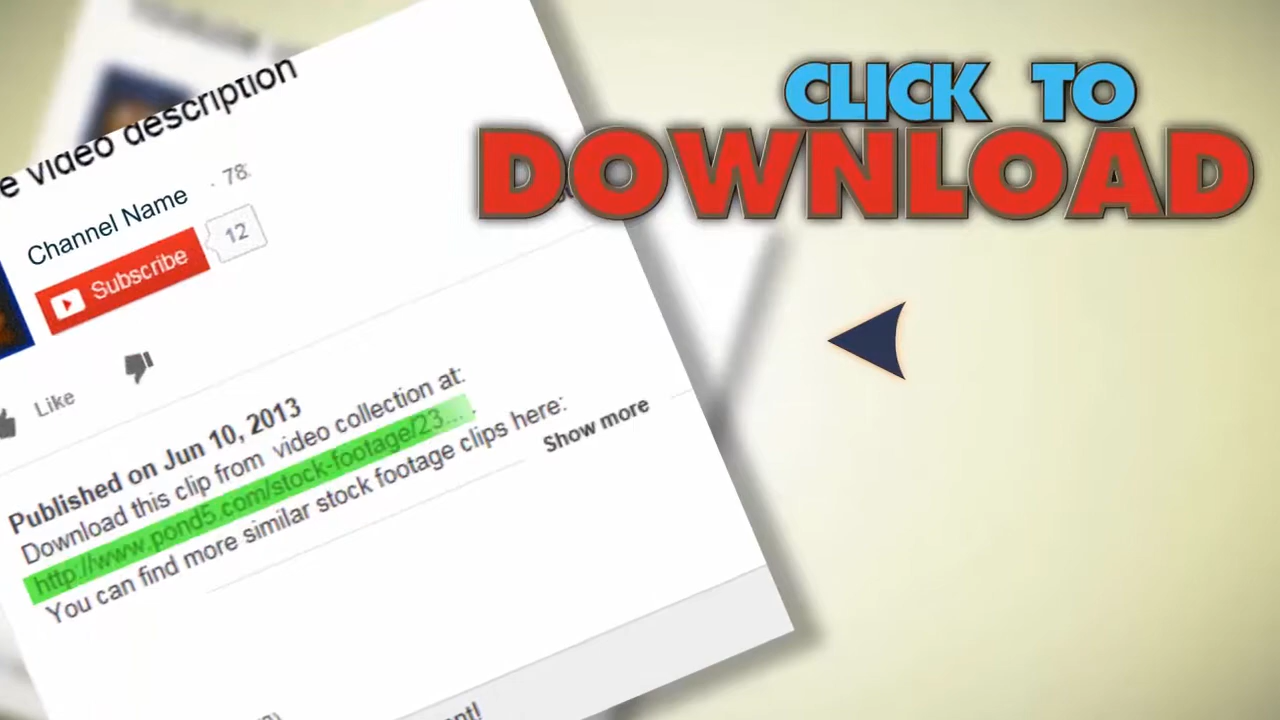 CLICK TO
DOWNLOAD
e video description
Channel Name
78
Subscribe
12
Like
Published on Jun 10, 2013
Download this clip from video collection at:
http://www.pond5.com/stock-footage/23... .
You can find more similar stock footage clips here:
Show more